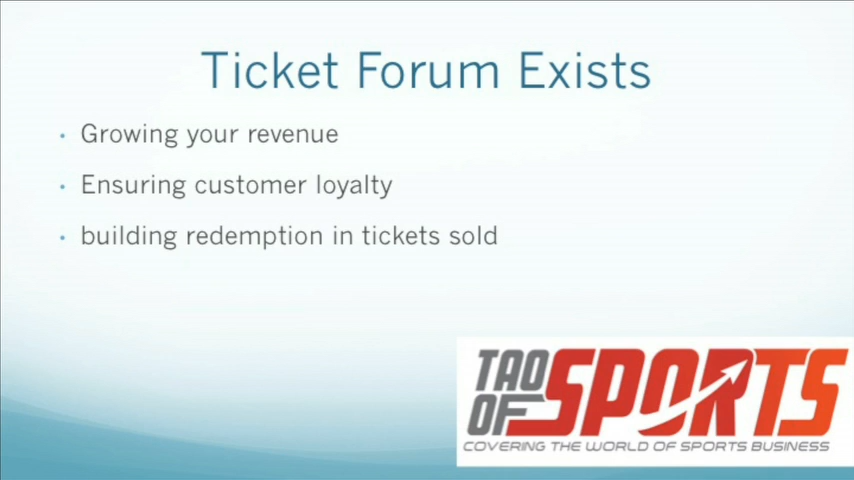 Ticket Forum Exists
• Growing your revenue
• Ensuring customer loyalty
• building redemption in tickets sold
TAO
OF SPORTS
COVERING THE WORLD OF SPORTS BUSINESS